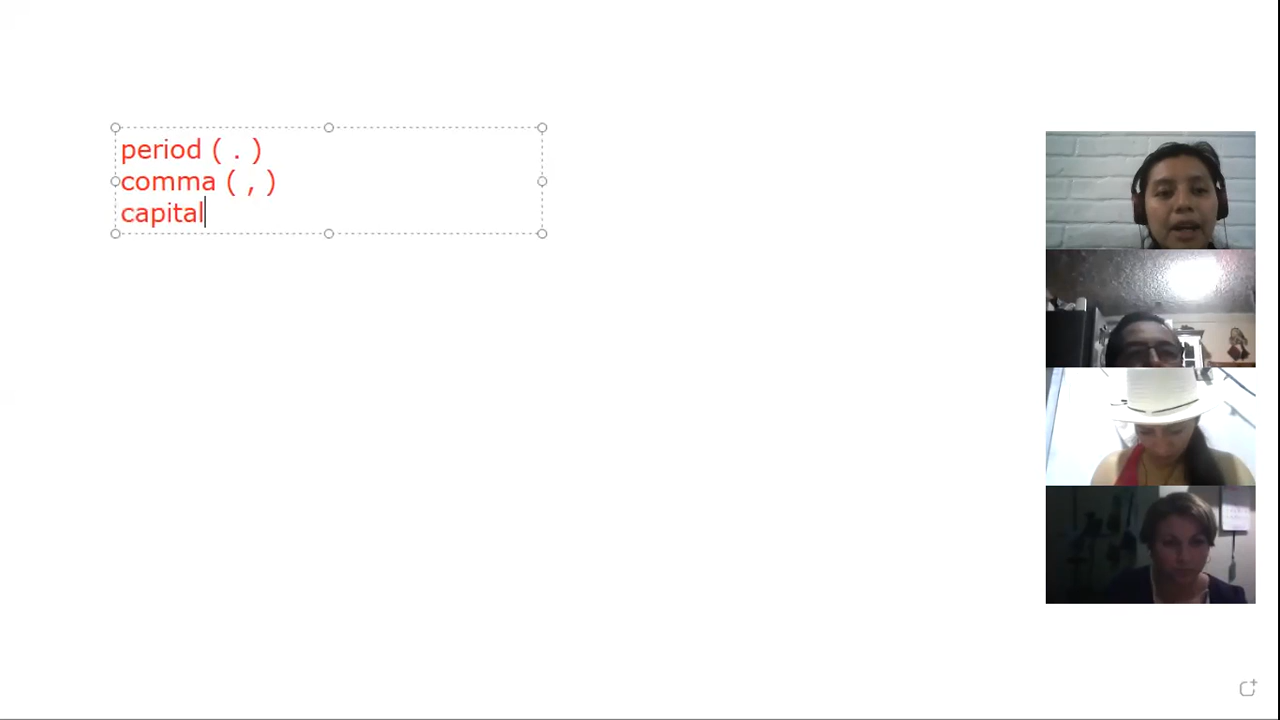 period ( . )
comma ( , )
capital